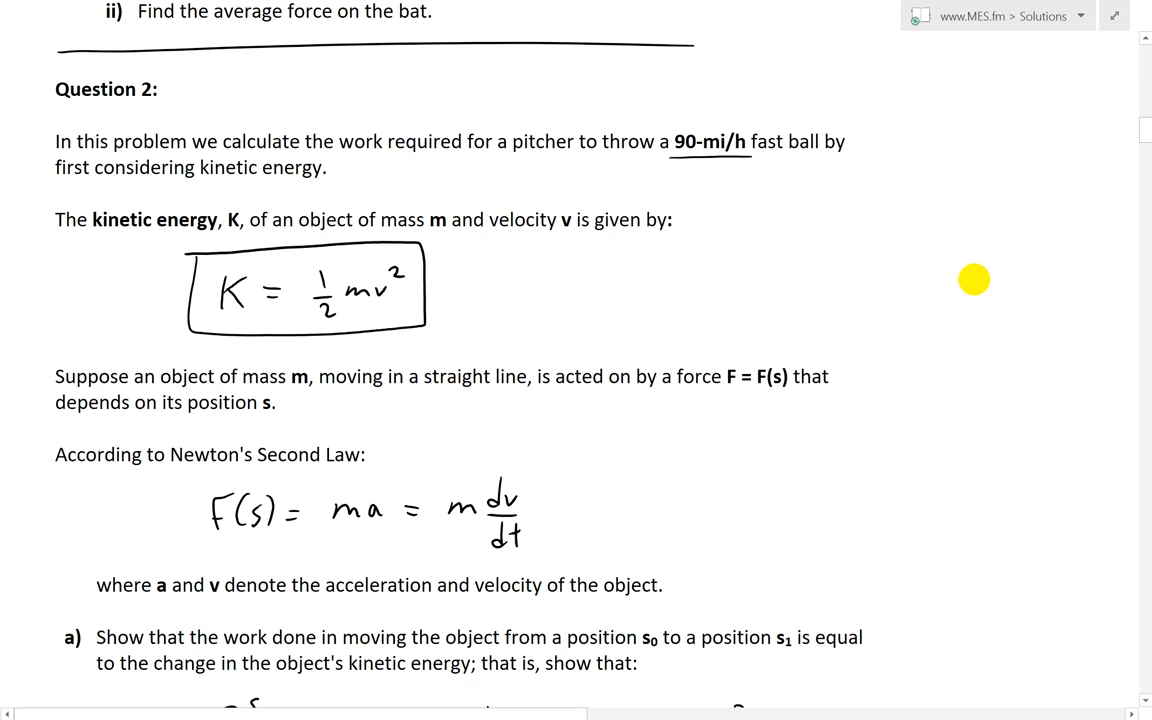 ii) Find the average force on the bat.
www.MES.fm > Solutions
Question 2:
In this problem we calculate the work required for a pitcher to throw a 90-mi/h fast ball by
first considering kinetic energy.
The kinetic energy, K, of an object of mass m and velocity v is given by:
K = 1/2 mv²
Suppose an object of mass m, moving in a straight line, is acted on by a force F = F(s) that
depends on its position s.
According to Newton's Second Law:
F(s) = ma = m dv/dt
where a and v denote the acceleration and velocity of the object.
a) Show that the work done in moving the object from a position s₀ to a position s₁ is equal
to the change in the object's kinetic energy; that is, show that: